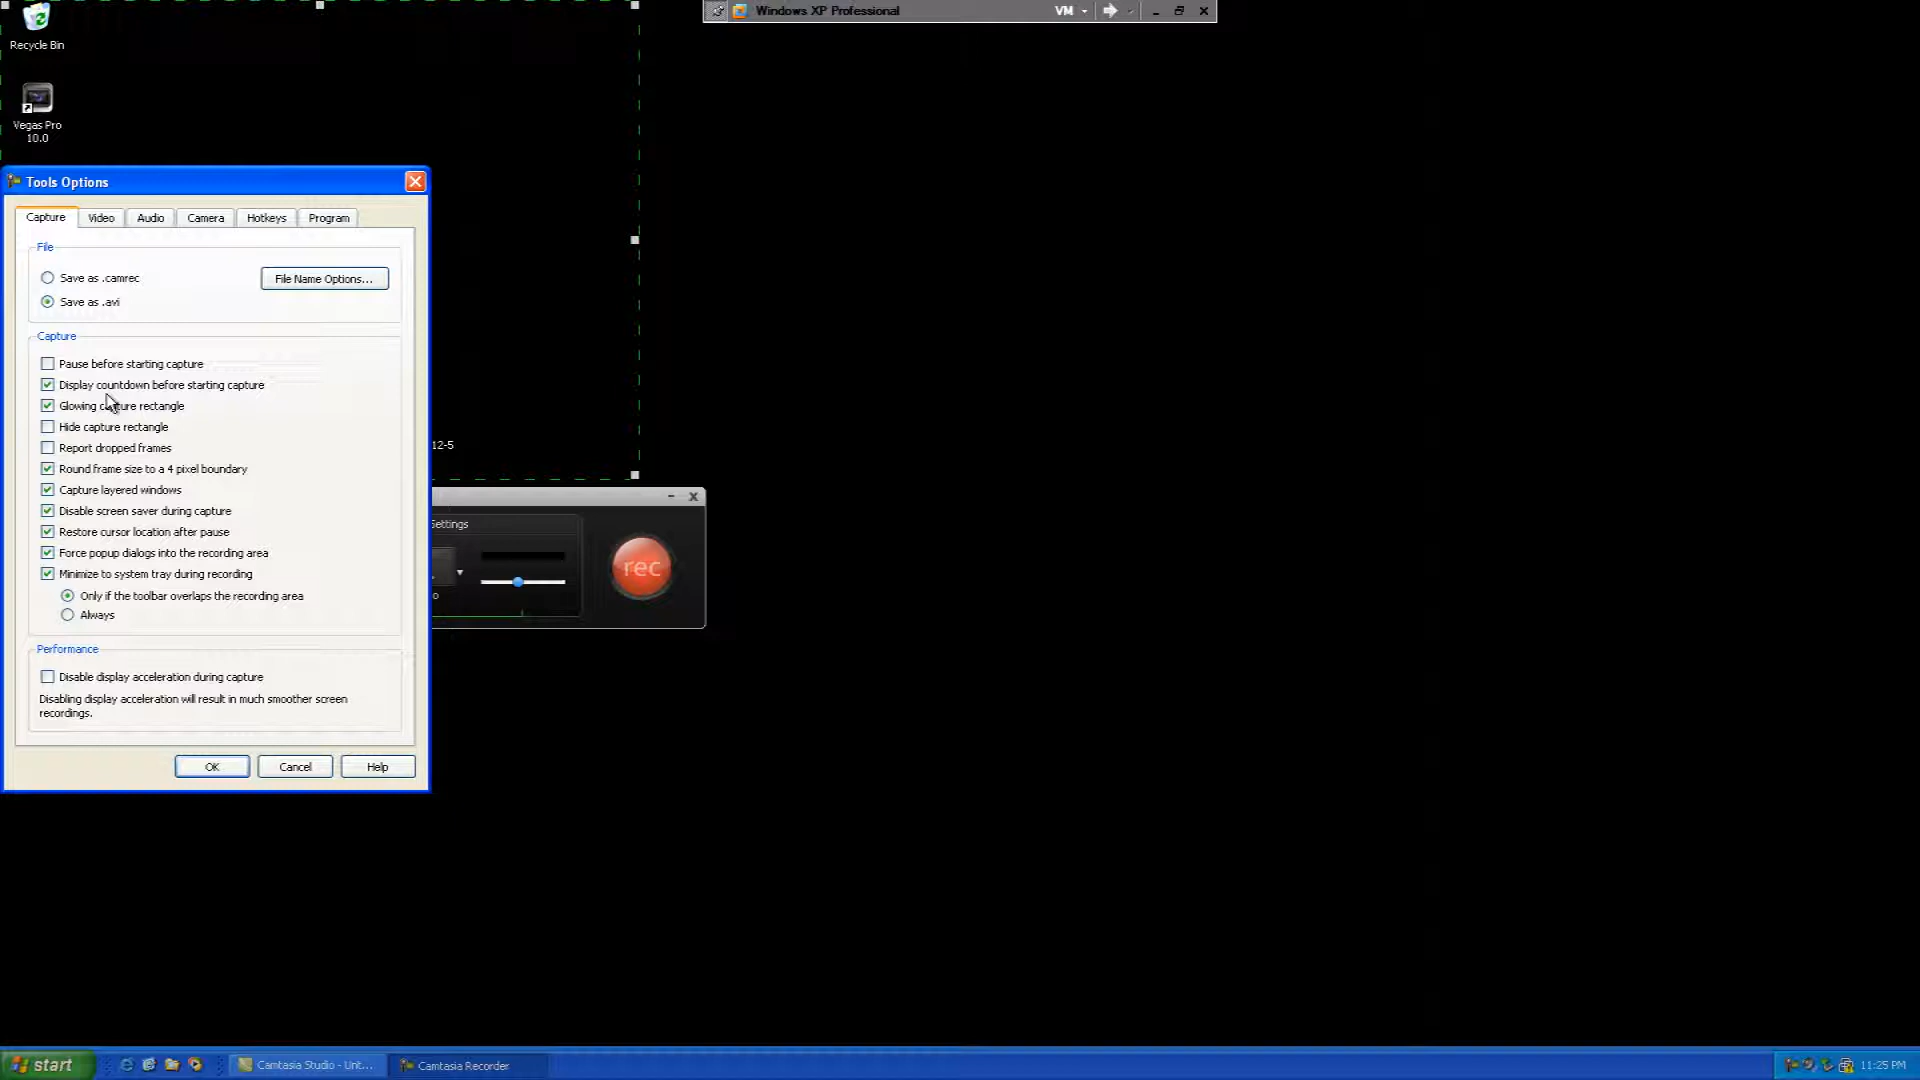 Windows XP Professional
VM
Recycle Bin
Vegas Pro
10.0
Tools Options
Capture
Video
Audio
Camera
Hotkeys
Program
File
Save as .camrec
File Name Options...
Save as .avi
Capture
Pause before starting capture
Display countdown before starting capture
Glowing capture rectangle
Hide capture rectangle
Report dropped frames
12-5
Round frame size to a 4 pixel boundary
Capture layered windows
Disable screen saver during capture
Restore cursor location after pause
Force popup dialogs into the recording area
Minimize to system tray during recording
Only if the toolbar overlaps the recording area
Always
Settings
rec
o
Performance
Disable display acceleration during capture
Disabling display acceleration will result in much smoother screen
recordings.
OK
Cancel
Help
start
Camtasia Studio - Unt...
Camtasia Recorder
11:25 PM